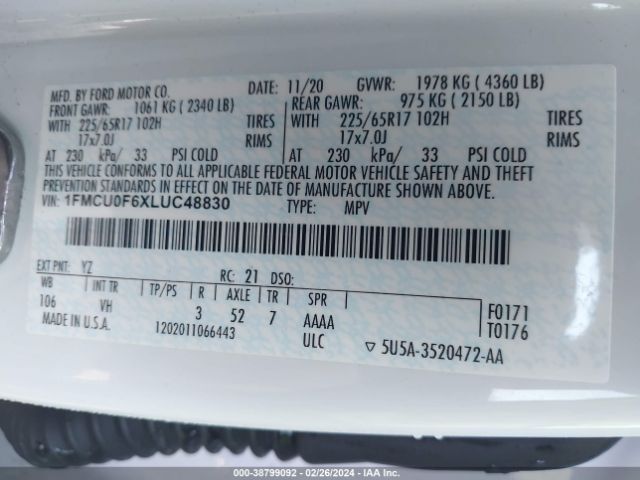 MFD. BY FORD MOTOR CO. DATE: 11/20 GVWR: 1978 KG ( 4360 LB)
FRONT GAWR: 1061 KG ( 2340 LB) REAR GAWR: 975 KG ( 2150 LB)
WITH 225/65R17 102H TIRES WITH 225/65R17 102H TIRES
17x7.0J RIMS 17x7.0J RIMS
AT 230 kPa/ 33 PSI COLD AT 230 kPa/ 33 PSI COLD
THIS VEHICLE CONFORMS TO ALL APPLICABLE FEDERAL MOTOR VEHICLE SAFETY AND THEFT
PREVENTION STANDARDS IN EFFECT ON THE DATE OF MANUFACTURE SHOWN ABOVE.
VIN: 1FMCU0F6XLUC48830 TYPE: MPV
EXT PNT: YZ RC: 21 DSO:
WB INT TR TP/PS R AXLE TR SPR F0171
106 VH 3 52 7 AAAA T0176
MADE IN U.S.A. 1202011066443 ULC ▽ 5U5A-3520472-AA
000-38799092 - 02/26/2024 - IAA Inc.